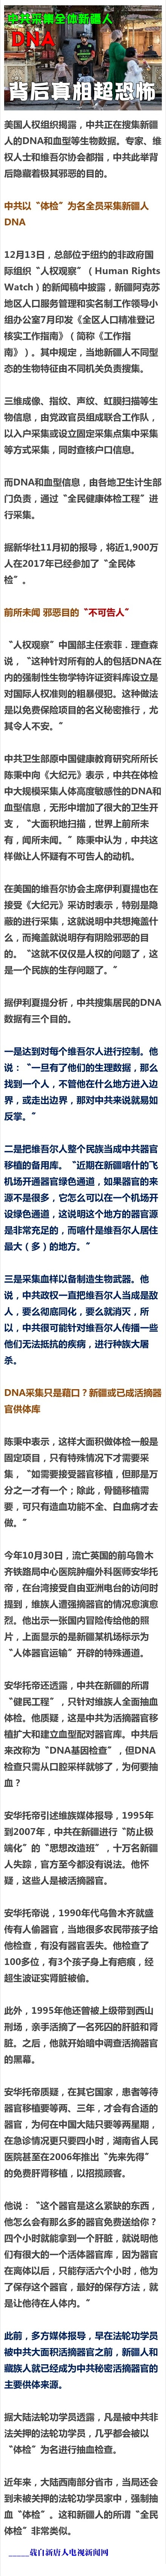 中共采集全体新疆人
DNA
背后真相超恐怖
美国人权组织揭露，中共正在搜集新疆
人的DNA和血型等生物数据。专家、维
权人士和维吾尔协会都指，中共此举背
后隐藏着极其邪恶的目的。
中共以“体检”为名全员采集新疆人
DNA
12月13日，总部位于纽约的非政府国
际组织“人权观察”（Human Rights
Watch）的新闻稿中披露，新疆阿克苏
地区人口服务管理和实名制工作领导小
组办公室7月印发《全区人口精准登记
核实工作指南》（简称《工作指
南》）。其中规定，当地新疆人不同型
态的生物特征由不同机关负责搜集。
三维成像、指纹、声纹、虹膜扫描等生
物信息，由党政官员组成联合工作队，
以入户采集或设立固定采集点集中采集
等方式采集，同时查核户口信息。
而DNA和血型信息，由各地卫生计生部
门负责，通过“全民健康体检工程”进
行采集。
据新华社11月初的报导，将近1,900万
人在2017年已经参加了“全民体
检”。
前所未闻 邪恶目的“不可告人”
“人权观察”中国部主任索菲．理查森
说，“这种针对所有的人的包括DNA在
内的强制性生物学特许证资料库设立是
对国际人权准则的粗暴侵犯。这种做法
是以免费保险项目的名义秘密推行，尤
其令人不安。”
中共卫生部原中国健康教育研究所所长
陈秉中向《大纪元》表示，中共在体检
中大规模采集人体高度敏感性的DNA和
血型信息，无形中增加了很大的卫生开
支，“大面积地扫描，世界上前所未
有，闻所未闻。”陈秉中认为，中共这
样做让人怀疑有不可告人的动机。
在美国的维吾尔协会主席伊利夏提也在
接受《大纪元》采访时表示，特别是隐
蔽的进行采集，这就说明中共想掩盖什
么，而掩盖就说明存有阴险邪恶的目
的。“这就不仅仅是人权的问题了，这
是一个民族的生存问题了。”
据伊利夏提分析，中共搜集居民的DNA
数据有三个目的。
一是达到对每个维吾尔人进行控制。他
说：“一旦有了他们的生理数据，那么
找到一个人，不管他在什么地方进入边
界，或走出边界，那对中共来说就易如
反掌。”
二是把维吾尔人整个民族当成中共器官
移植的备用库。“近期在新疆喀什的飞
机场开通器官绿色通道，如果器官的来
源不是很多，它怎么可以在一个机场开
设绿色通道，这说明这个地方的器官源
是非常充足的，而喀什是维吾尔人居住
最大（多）的地方。”
三是采集血样以备制造生物武器。他
说，中共政权一直把维吾尔人当成是敌
人，要么彻底同化，要么就消灭，所
以，中共很可能针对维吾尔人传播一些
他们无法抵抗的疾病，进行种族大屠
杀。
DNA采集只是藉口？新疆或已成活摘器
官供体库
陈秉中表示，这样大面积做体检一般是
固定项目，只有特殊情况下才需要采
集，“如需要接受器官移植，但那是万
分之一才有一个；除此，骨髓移植需
要，可只有造血功能不全、白血病才去
做。”
今年10月30日，流亡英国的前乌鲁木
齐铁路局中心医院肿瘤外科医师安华托
帝，在台湾接受自由亚洲电台的访问时
提到，维族人遭强摘器官的情况愈演愈
烈。他出示一张国内冒险传给他的照
片，上面显示的是新疆某机场标示为
“人体器官运输”开辟的特殊通道。
安华托帝还透露，中共在新疆的所谓
“健民工程”，只针对维族人全面抽血
体检。他质疑，这是中共为活摘器官移
植扩大和建立血型配对器官库。中共后
来改称为“DNA基因检查”，但DNA
检查只需从口腔采样就够了，为何要抽
血？
安华托帝引述维族媒体报导，1995年
到2007年，中共在新疆进行“防止极
端化”的“思想改造班”，十万名新疆
人失踪，官方至今都没有说法。他怀
疑，这些人是被活摘器官。
安华托帝说，1990年代乌鲁木齐就盛
传有人偷器官，当地很多农民带孩子给
他检查，有没有器官丢失。他检查了
100多位，有3个孩子身上有疤痕，经
超生波证实肾脏被偷。
此外，1995年他还曾被上级带到西山
刑场，亲手活摘了一名死囚的肝脏和肾
脏。之后，他就开始暗中调查活摘器官
的黑幕。
安华托帝质疑，在其它国家，患者等待
器官移植要等两、三年，才会有合适的
器官，为何在中国大陆只要等两星期，
在急诊情况更只要四小时，湖南省人民
医院甚至在2006年推出“先来先得”
的免费肝肾移植，以招揽顾客。
他说：“这个器官是这么紧缺的东西，
他怎么会有那么多的器官免费送给你？
四个小时就能拿到一个肝脏，就说明他
们有很大的一个活体器官库，因为器官
在离体以后，只能存活六个小时，他为
了保存这个器官，最好的保存方法，就
是让他待在人体内。”
此前，多方媒体报导，早在法轮功学员
被中共大面积活摘器官之前，新疆人和
藏族人就已经成为中共秘密活摘器官的
主要供体来源。
据大陆法轮功学员透露，凡是被中共非
法关押的法轮功学员，几乎都会被以
“体检”为名进行抽血检查。
近年来，大陆西南部分省市，当局还会
到未被关押的法轮功学员家中，强制抽
血“体检”。这和新疆人的所谓“全民
体检”非常类似。
_____载自新唐人电视新闻网